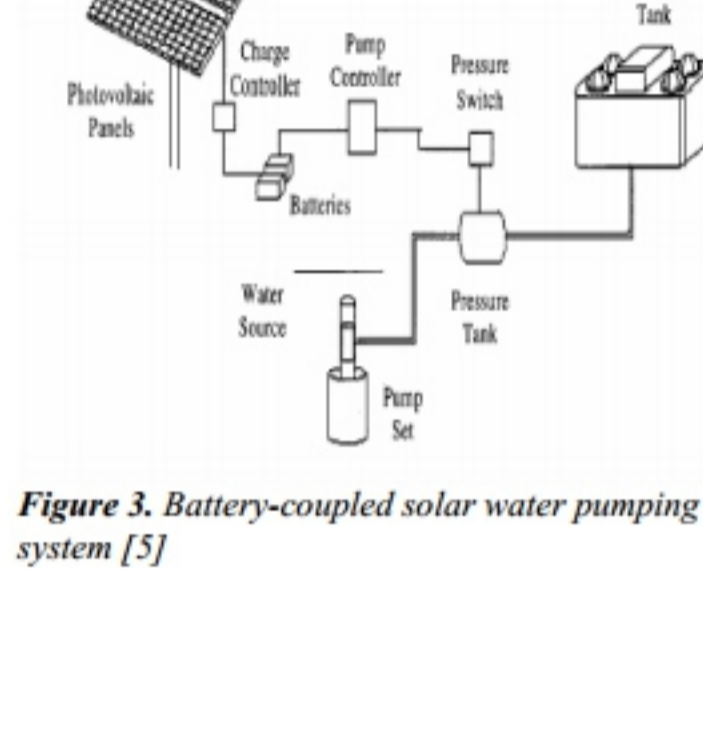 Tank
Charge
Controller
Pump
Controller
Pressure
Switch
Photovoltaic
Panels
Batteries
Water
Source
Pressure
Tank
Pump
Set
Figure 3. Battery-coupled solar water pumping
system [5]